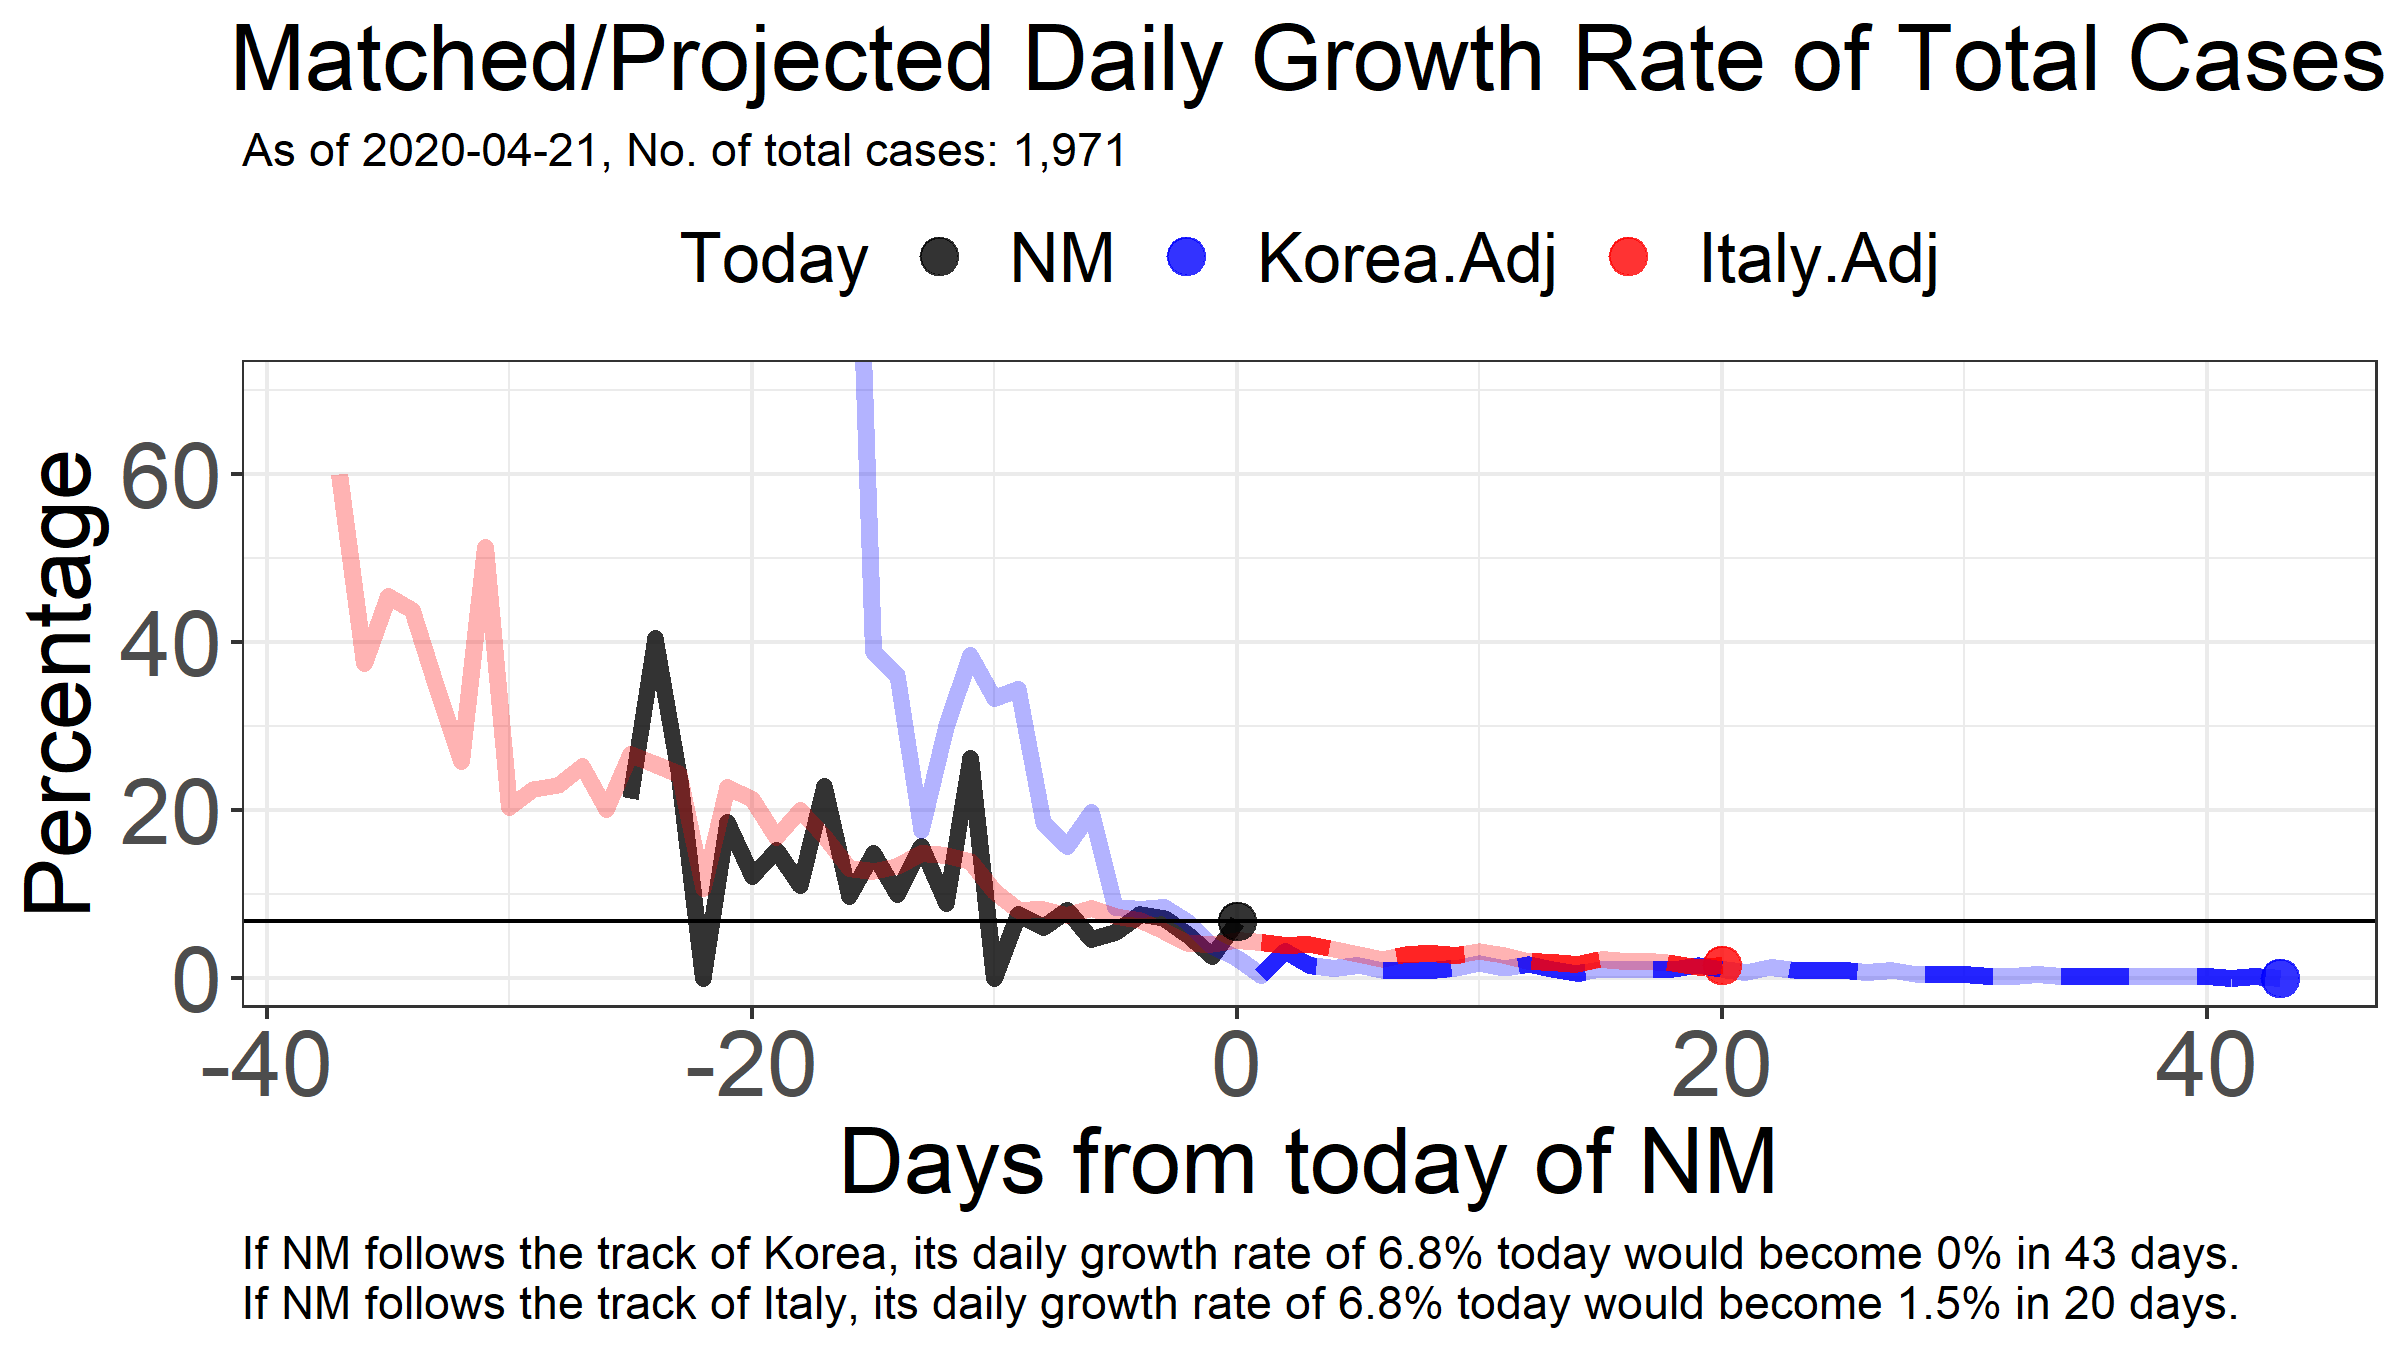 Matched/Projected Daily Growth Rate of Total Cases
As of 2020-04-21, No. of total cases: 1,971
Today NM Korea.Adj Italy.Adj
Percentage
60
40
20
0
-40 -20 0 20 40
Days from today of NM
If NM follows the track of Korea, its daily growth rate of 6.8% today would become 0% in 43 days.
If NM follows the track of Italy, its daily growth rate of 6.8% today would become 1.5% in 20 days.